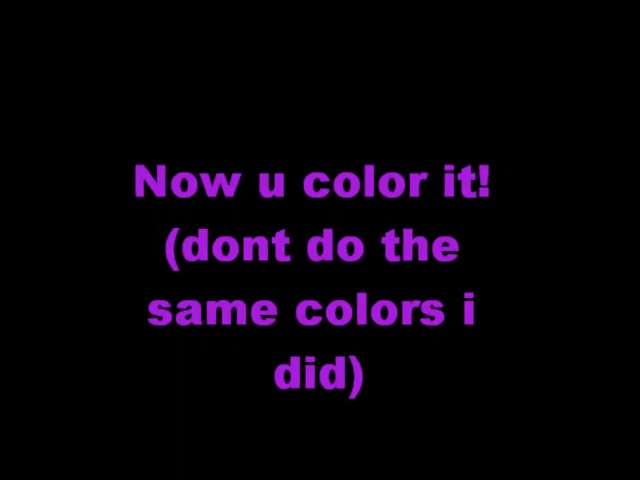 Now u color it!
(dont do the
same colors i
did)